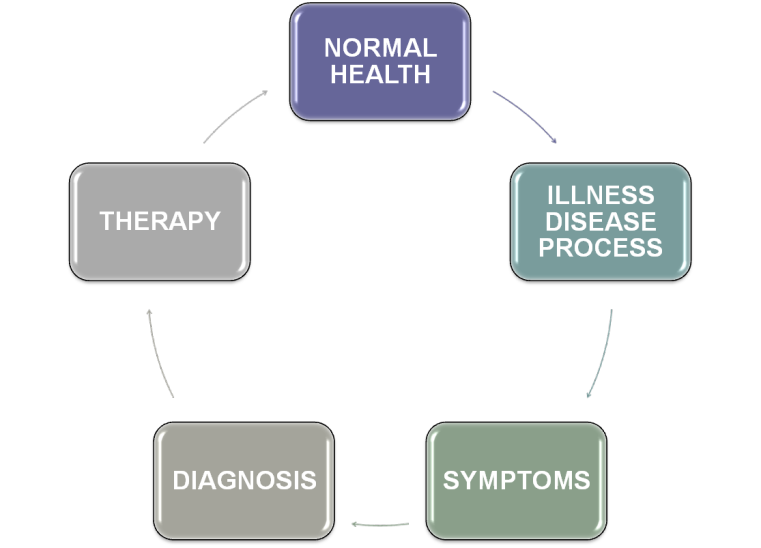 NORMAL
HEALTH
ILLNESS
DISEASE
PROCESS
SYMPTOMS
DIAGNOSIS
THERAPY